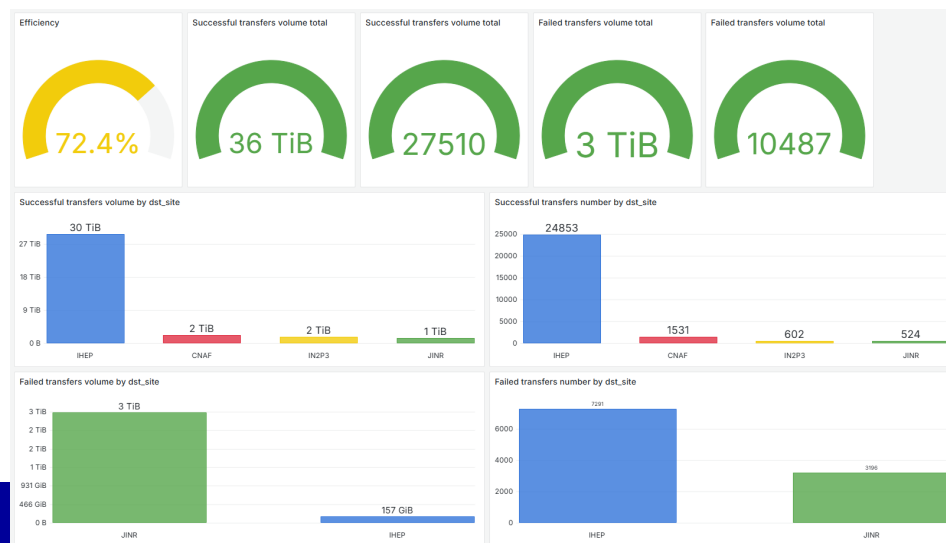 Efficiency
Successful transfers volume total
Successful transfers volume total
Failed transfers volume total
Failed transfers volume total
72.4%
36 TiB
27510
3 TiB
10487
Successful transfers volume by dst_site
30 TiB
27 TiB
18 TiB
9 TiB
0 B
2 TiB
2 TiB
1 TiB
IHEP
CNAF
IN2P3
JINR
Successful transfers number by dst_site
24853
25000
20000
15000
10000
5000
0
1531
602
524
IHEP
CNAF
IN2P3
JINR
Failed transfers volume by dst_site
3 TiB
3 TiB
2 TiB
2 TiB
1 TiB
931 GiB
466 GiB
0 B
157 GiB
JINR
IHEP
Failed transfers number by dst_site
7291
6000
4000
2000
0
3196
IHEP
JINR